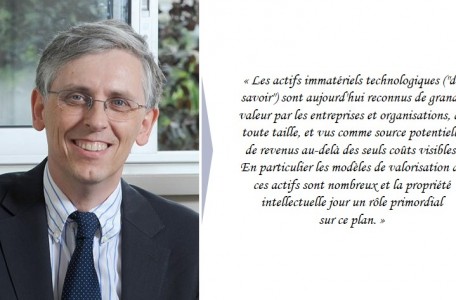 « Les actifs immatériels technologiques ("d
savoir") sont aujourd'hui reconnus de grand
valeur par les entreprises et organisations,
toute taille, et vus comme source potentiel
de revenus au-delà des seuls coûts visibles
En particulier les modèles de valorisation d
ces actifs sont nombreux et la propriété
intellectuelle jour un rôle primordial
sur ce plan. »